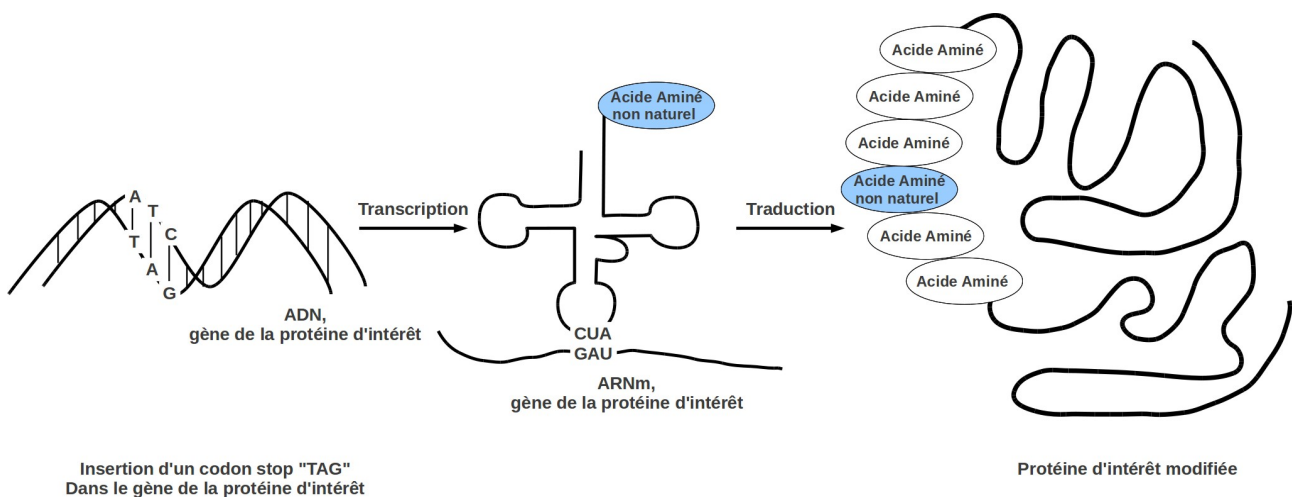 A
T
C
T
A
G
ADN,
gène de la protéine d'intérêt
Insertion d'un codon stop "TAG"
Dans le gène de la protéine d'intérêt
Transcription
Acide Aminé
non naturel
CUA
GAU
ARNm,
gène de la protéine d'intérêt
Traduction
Acide Aminé
Acide Aminé
Acide Aminé
Acide Aminé
non naturel
Acide Aminé
Acide Aminé
Protéine d'intérêt modifiée